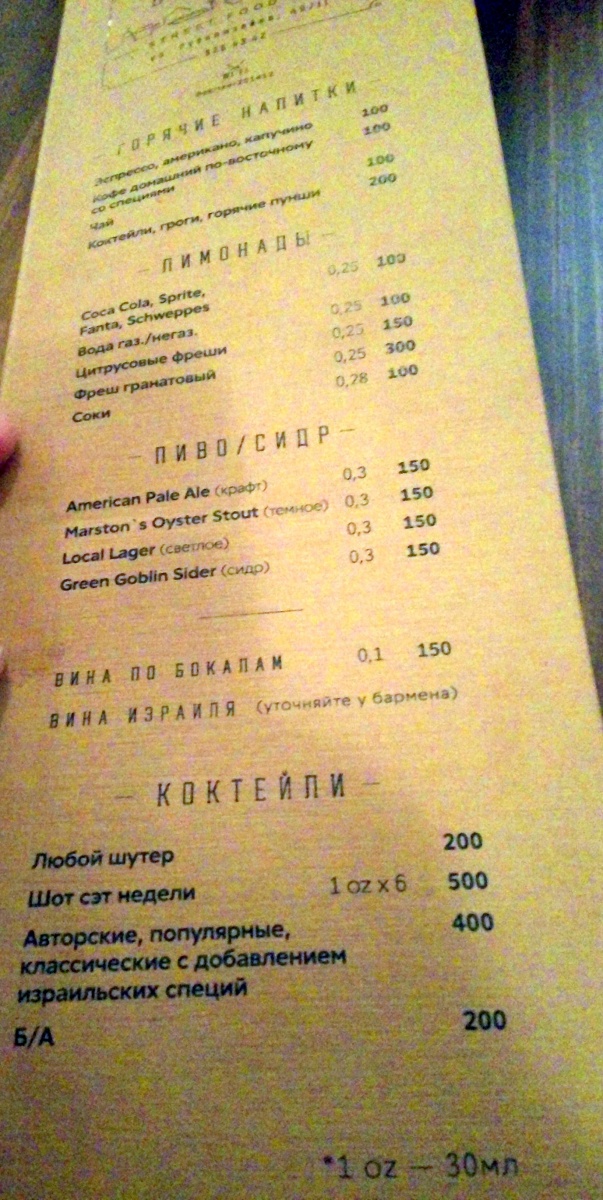 STREET FOOD
ГОРЯЧИЕ НАПИТКИ
Эспрессо, американо, капучино 100
Кофе домашний по-восточному 100
со специями
Чай 100
Коктейли, гроги, горячие пунши 200
ЛИМОНАДЫ
Coca Cola, Sprite, 0,25 100
Fanta, Schweppes
Вода газ./негаз. 0,25 100
Цитрусовые фреши 0,25 150
Фреш гранатовый 0,25 300
Соки 0,28 100
ПИВО/СИДР
American Pale Ale (крафт) 0,3 150
Marston`s Oyster Stout (темное) 0,3 150
Local Lager (светлое) 0,3 150
Green Goblin Sider (сидр) 0,3 150
ВИНА ПО БОКАЛАМ 0,1 150
ВИНА ИЗРАИЛЯ (уточняйте у бармена)
КОКТЕЙЛИ
Любой шутер 200
Шот сэт недели 1 oz x 6 500
Авторские, популярные, 400
классические с добавлением
израильских специй
Б/А 200
*1 oz — 30мл